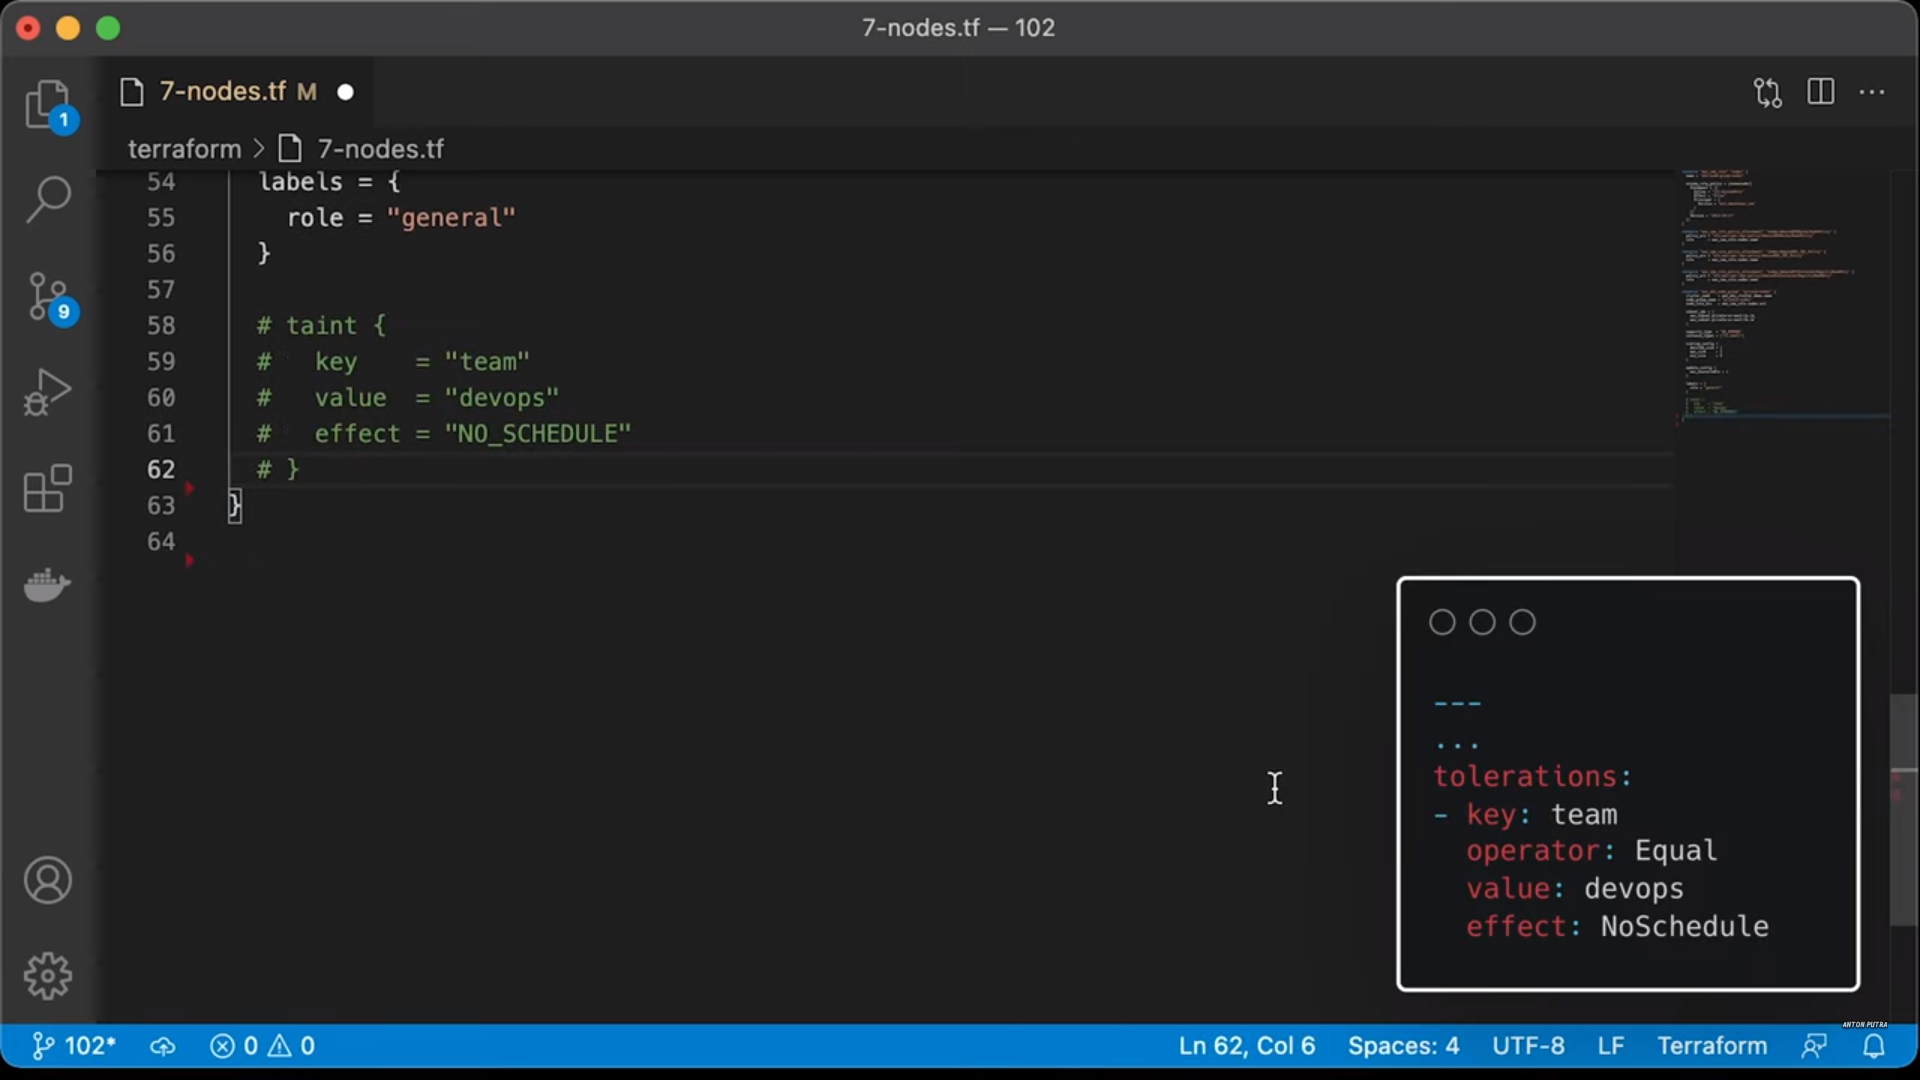 7-nodes.tf — 102
7-nodes.tf M
terraform > 7-nodes.tf
1
9
54 labels = {
55 role = "general"
56 }
57
58 # taint {
59 # key = "team"
60 # value = "devops"
61 # effect = "NO_SCHEDULE"
62 # }
63 }
64
---
...
tolerations:
- key: team
operator: Equal
value: devops
effect: NoSchedule
ANTON PUTRA
102* 0 0 Ln 62, Col 6 Spaces: 4 UTF-8 LF Terraform